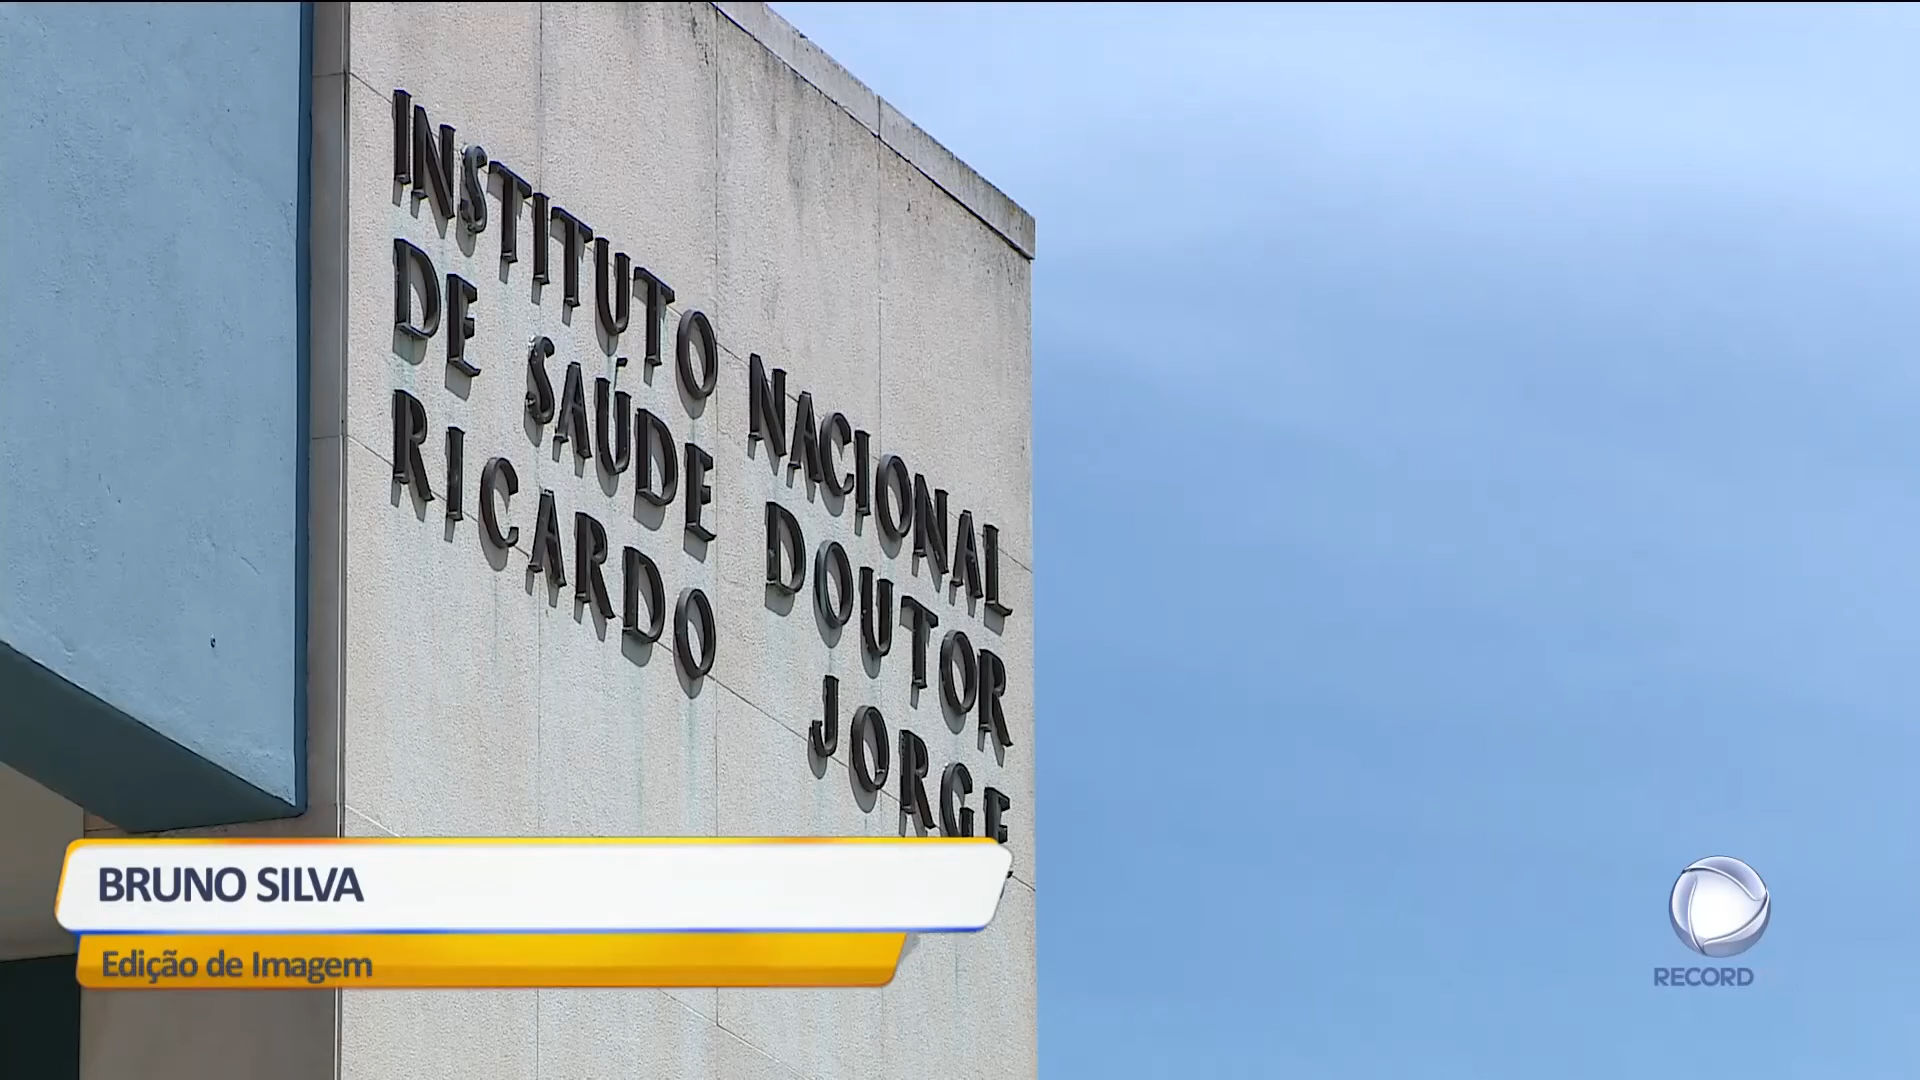 INSTITUTO NACIONAL
DE SAÚDE DOUTOR
RICARDO JORGE
BRUNO SILVA
Edição de Imagem
RECORD